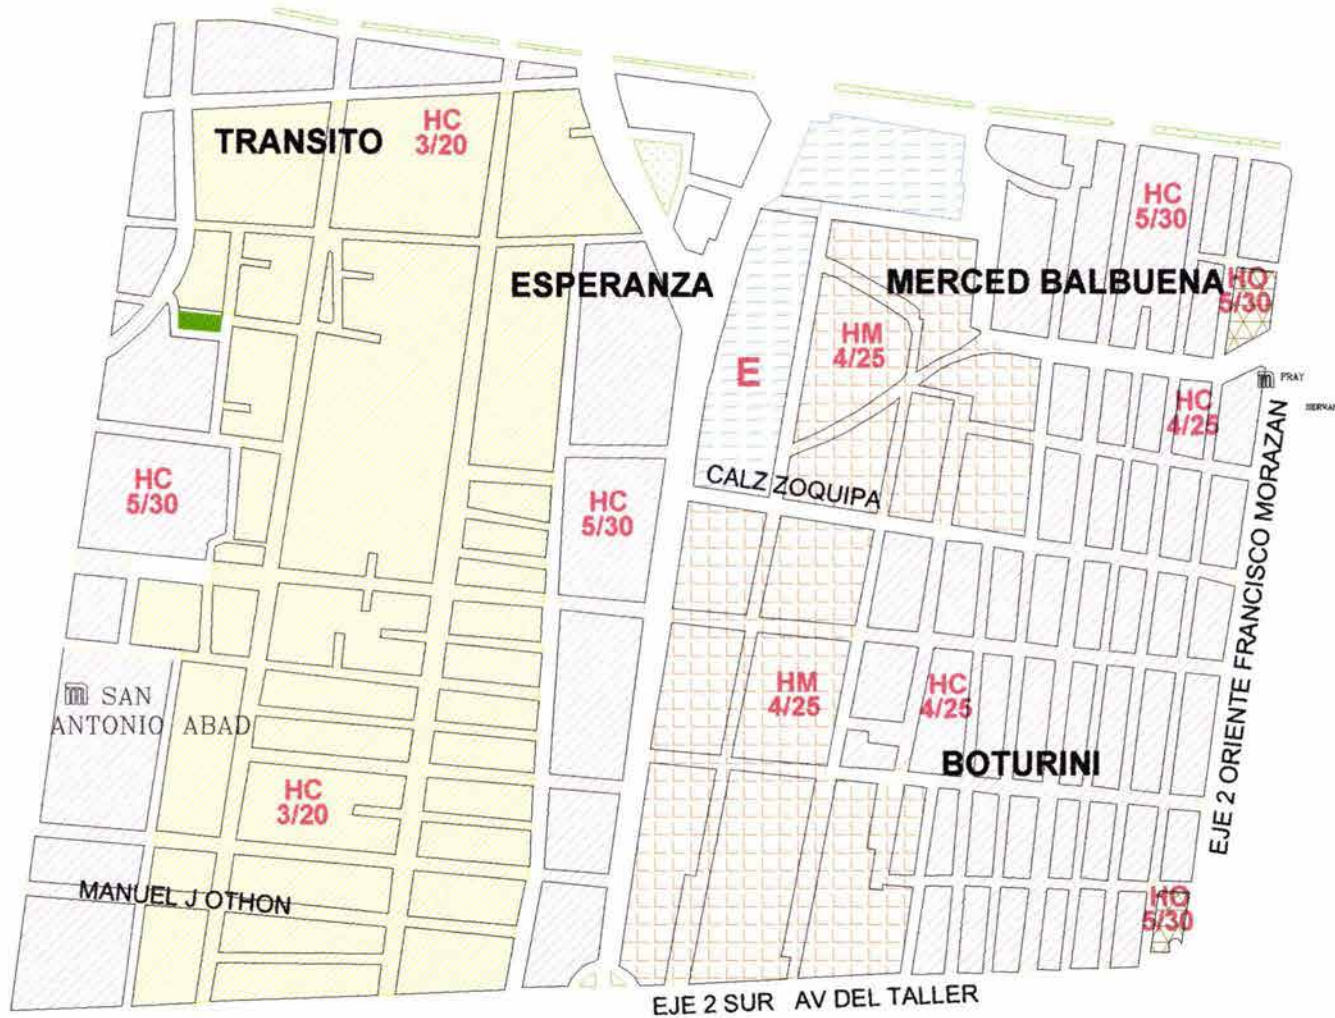 TRANSITO
HC
3/20
HC
5/30
ESPERANZA
MERCED BALBUENA
HO
5/30
HM
4/25
E
FRAY
HC
4/25
CALZ ZOQUIPA
HC
5/30
HC
5/30
EJE 2 ORIENTE FRANCISCO MORAZAN
SAN
ANTONIO ABAD
HM
4/25
HC
4/25
BOTURINI
HC
3/20
MANUEL J OTHON
HO
5/30
EJE 2 SUR AV DEL TALLER